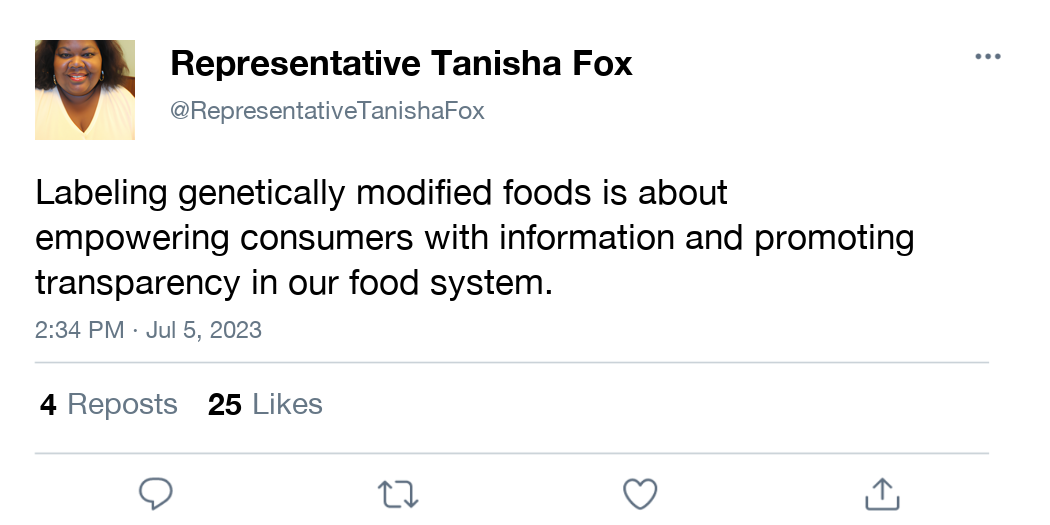 Representative Tanisha Fox
@RepresentativeTanishaFox
Labeling genetically modified foods is about
empowering consumers with information and promoting
transparency in our food system.
2:34 PM · Jul 5, 2023
4 Reposts 25 Likes